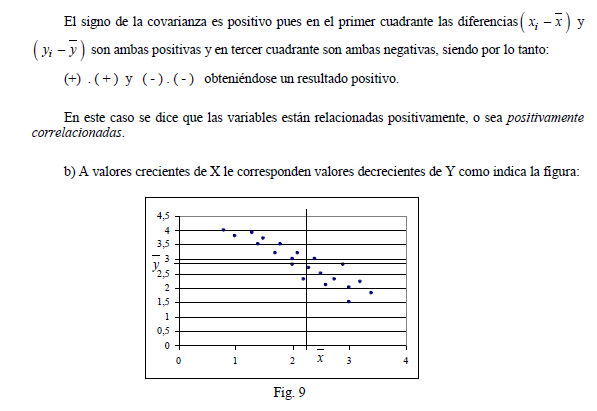 El signo de la covarianza es positivo pues en el primer cuadrante las diferencias ( xᵢ − x̅ ) y
( yᵢ − y̅ ) son ambas positivas y en tercer cuadrante son ambas negativas, siendo por lo tanto:
(+) . ( + ) y ( - ) . ( - ) obteniéndose un resultado positivo.
En este caso se dice que las variables están relacionadas positivamente, o sea positivamente
correlacionadas.
b) A valores crecientes de X le corresponden valores decrecientes de Y como indica la figura:
4,5
4
3,5
3
y̅
2,5
2
1,5
1
0,5
0
0 1 2 x̅ 3 4
Fig. 9